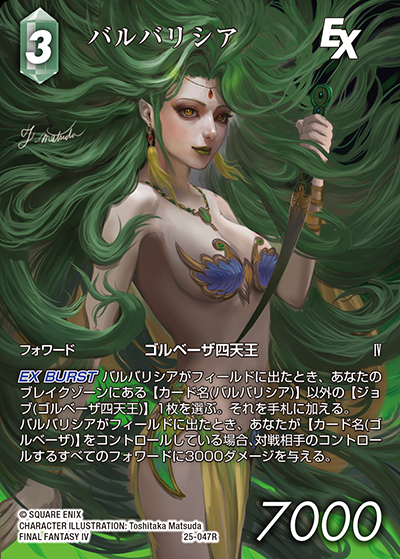 3
バルバリシア
EX
T. Matsuda
フォワード
ゴルベーザ四天王
IV
EX BURST バルバリシアがフィールドに出たとき、あなたの
ブレイクゾーンにある【カード名(バルバリシア)】以外の【ジョ
ブ(ゴルベーザ四天王)】1枚を選ぶ。それを手札に加える。
バルバリシアがフィールドに出たとき、あなたが【カード名(ゴ
ルベーザ)】をコントロールしている場合、対戦相手のコントロー
ルするすべてのフォワードに3000ダメージを与える。
© SQUARE ENIX
CHARACTER ILLUSTRATION: Toshitaka Matsuda
FINAL FANTASY IV
25-047R
7000